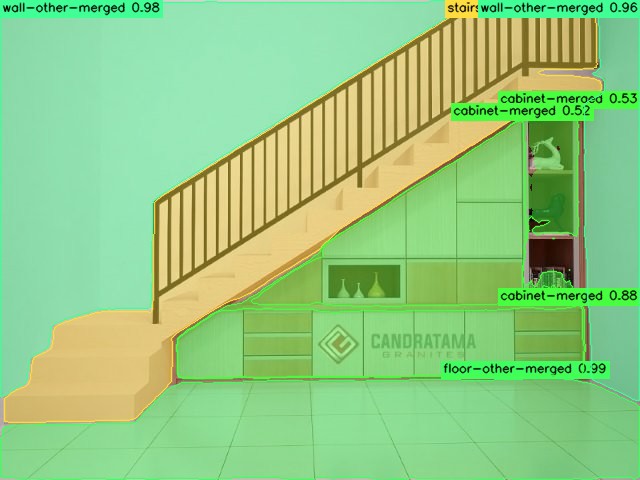 wall-other-merged 0.98
stairs
wall-other-merged 0.96
cabinet-merged 0.53
cabinet-merged 0.52
CANDRATAMA
GRANITES
cabinet-merged 0.88
floor-other-merged 0.99